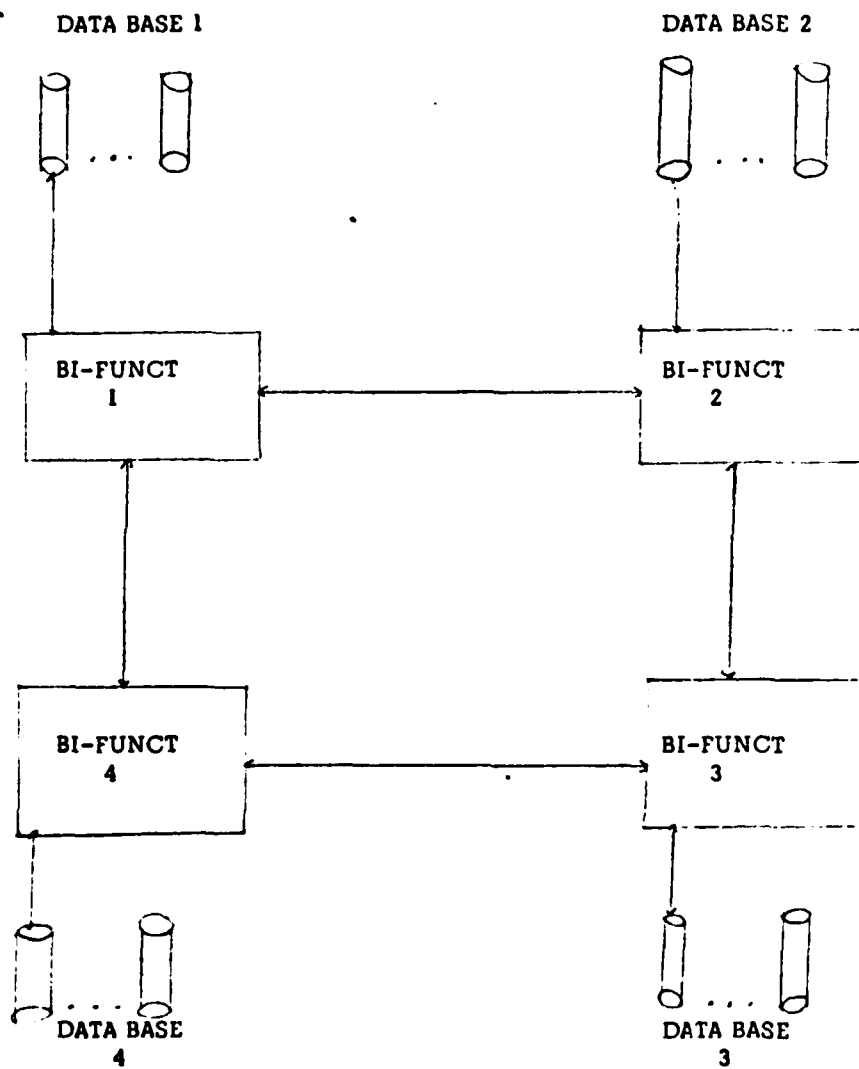 DATA BASE 1
DATA BASE 2
BI-FUNCT
1
BI-FUNCT
2
BI-FUNCT
4
BI-FUNCT
3
DATA BASE
4
DATA BASE
3